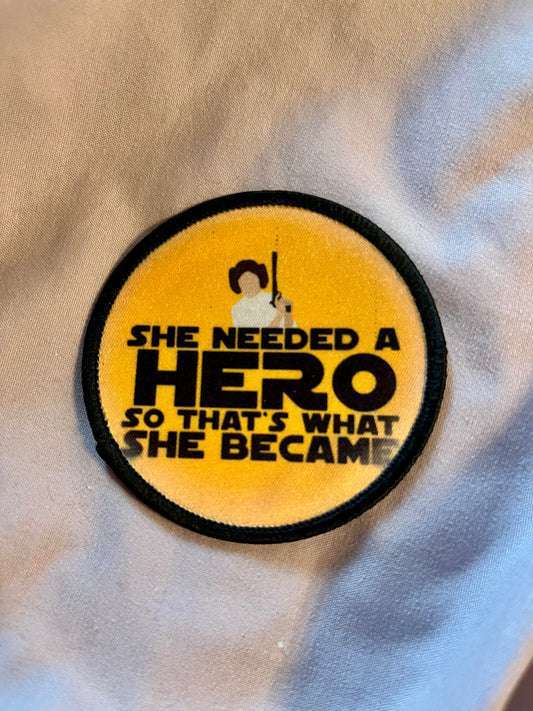 SHE NEEDED A
HERO
SO THAT'S WHAT
SHE BECAME